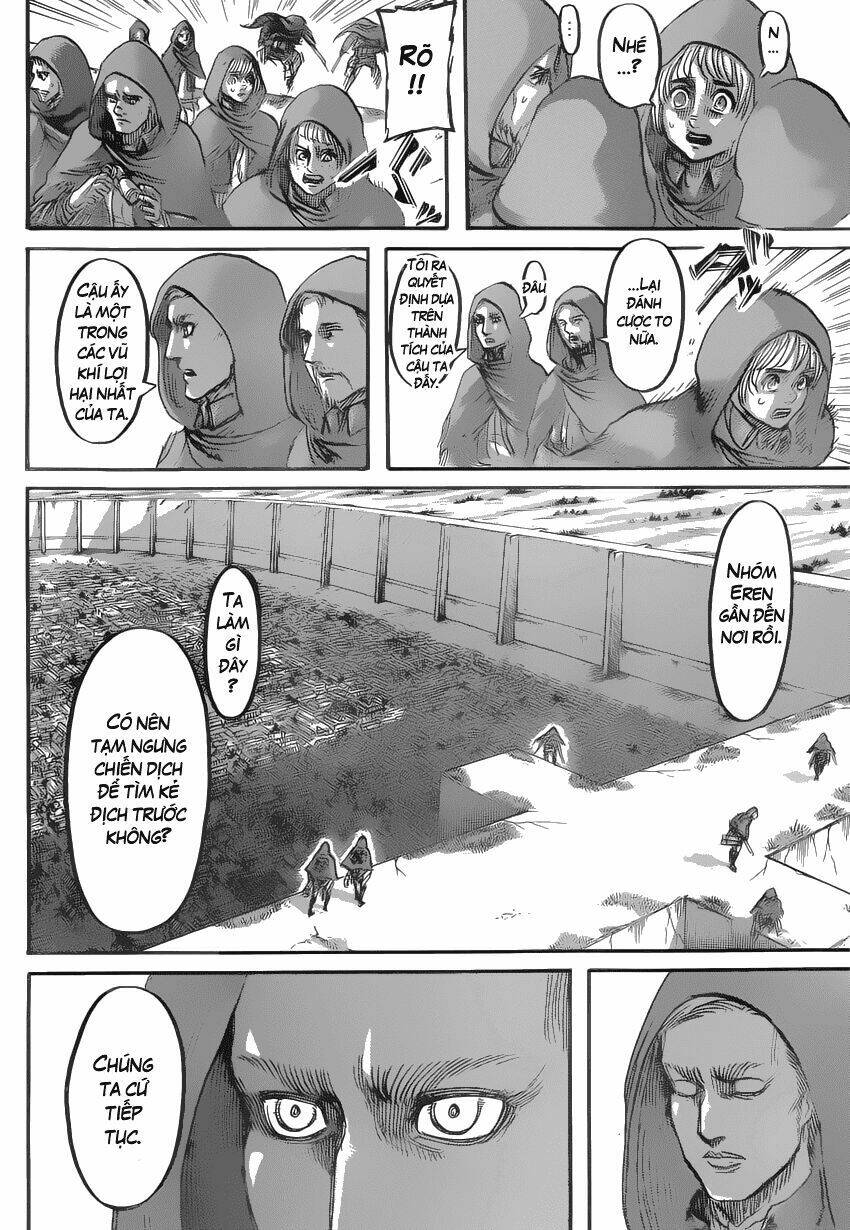 N
...
NHÉ
...?
...
RÕ
!!
...LẠI
ĐÁNH
CƯỢC TO
NỮA.
ĐÂU
TÔI RA
QUYẾT
ĐỊNH DỰA
TRÊN
THÀNH
TÍCH CỦA
CẬU TA
ĐẤY.
CẬU ẤY
LÀ MỘT
TRONG
CÁC VŨ
KHÍ LỢI
HẠI NHẤT
CỦA TA.
NHÓM
EREN
GẦN ĐẾN
NƠI RỒI.
TA
LÀM
GÌ
ĐÂY
?
CÓ NÊN
TẠM NGƯNG
CHIẾN DỊCH
ĐỂ TÌM KẺ
ĐỊCH TRƯỚC
KHÔNG?
CHÚNG
TA CỨ
TIẾP
TỤC.